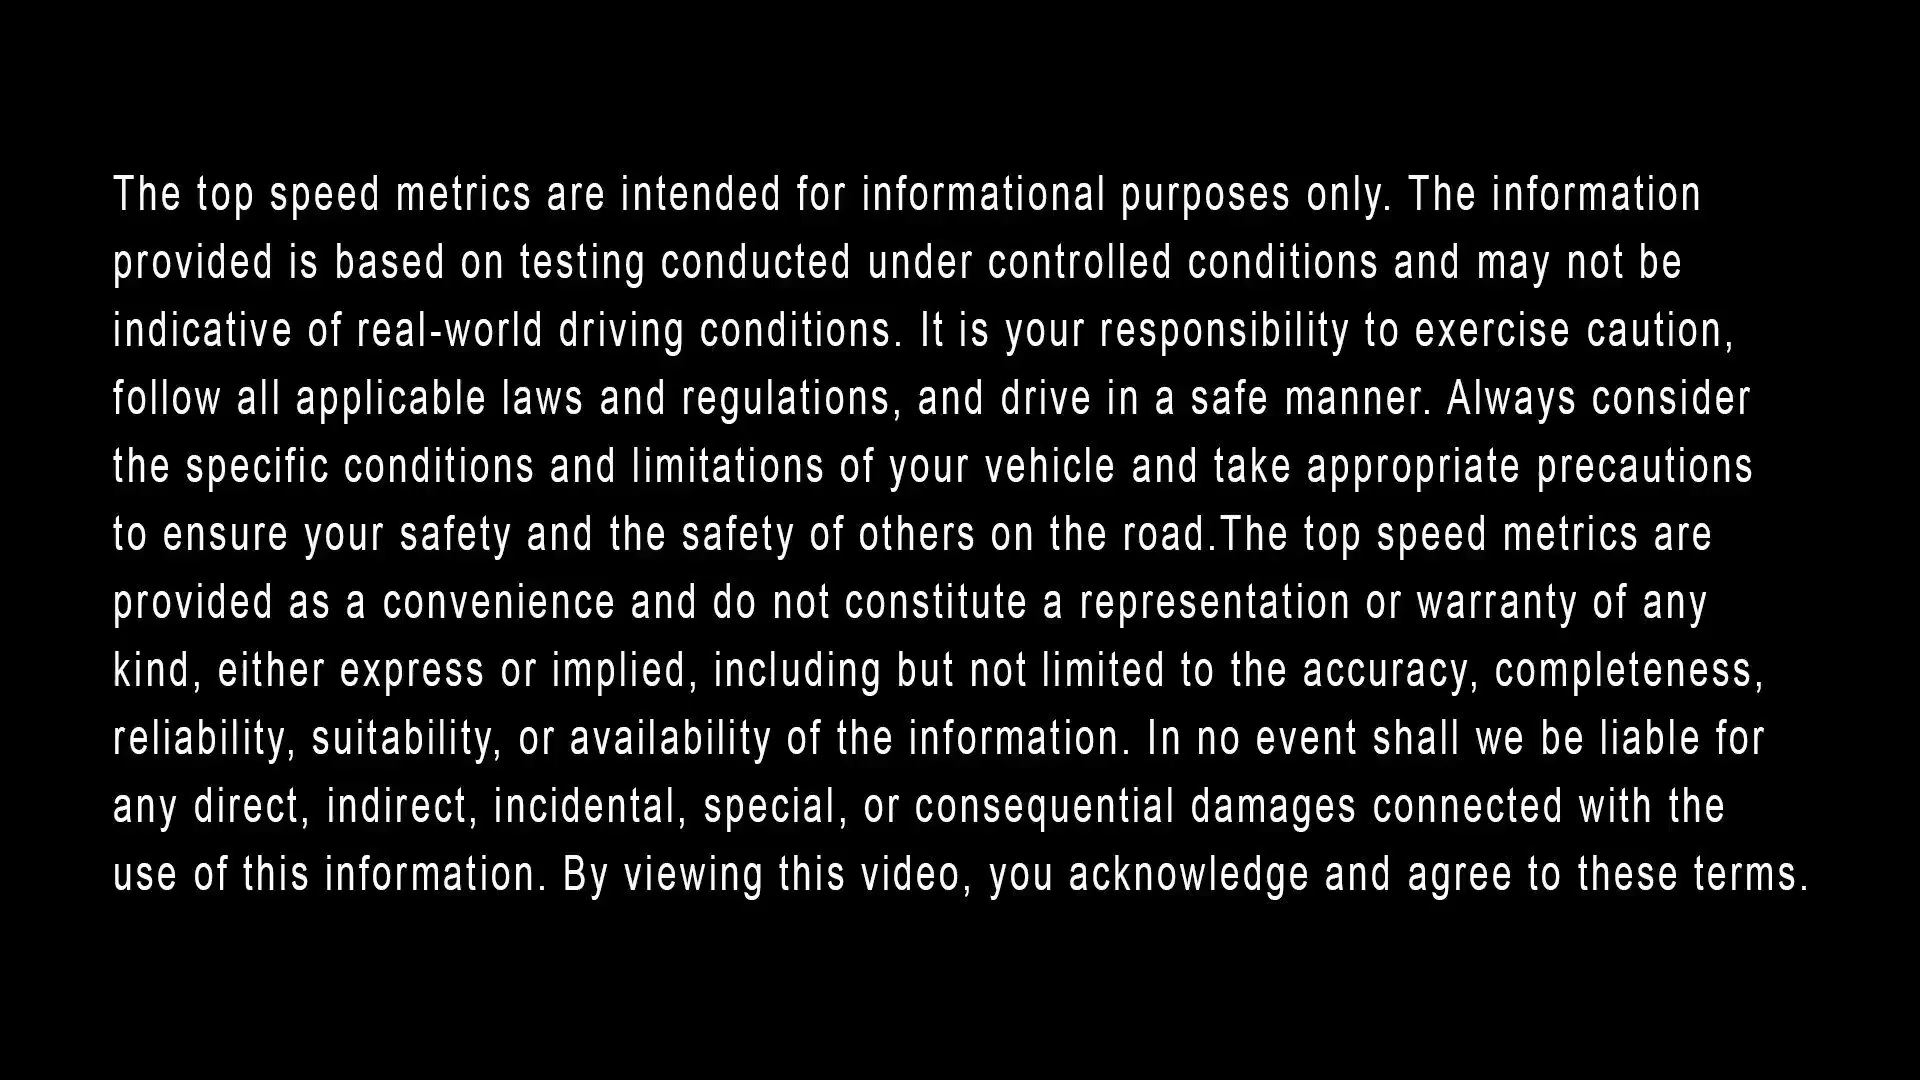 The top speed metrics are intended for informational purposes only. The information
provided is based on testing conducted under controlled conditions and may not be
indicative of real-world driving conditions. It is your responsibility to exercise caution,
follow all applicable laws and regulations, and drive in a safe manner. Always consider
the specific conditions and limitations of your vehicle and take appropriate precautions
to ensure your safety and the safety of others on the road.The top speed metrics are
provided as a convenience and do not constitute a representation or warranty of any
kind, either express or implied, including but not limited to the accuracy, completeness,
reliability, suitability, or availability of the information. In no event shall we be liable for
any direct, indirect, incidental, special, or consequential damages connected with the
use of this information. By viewing this video, you acknowledge and agree to these terms.